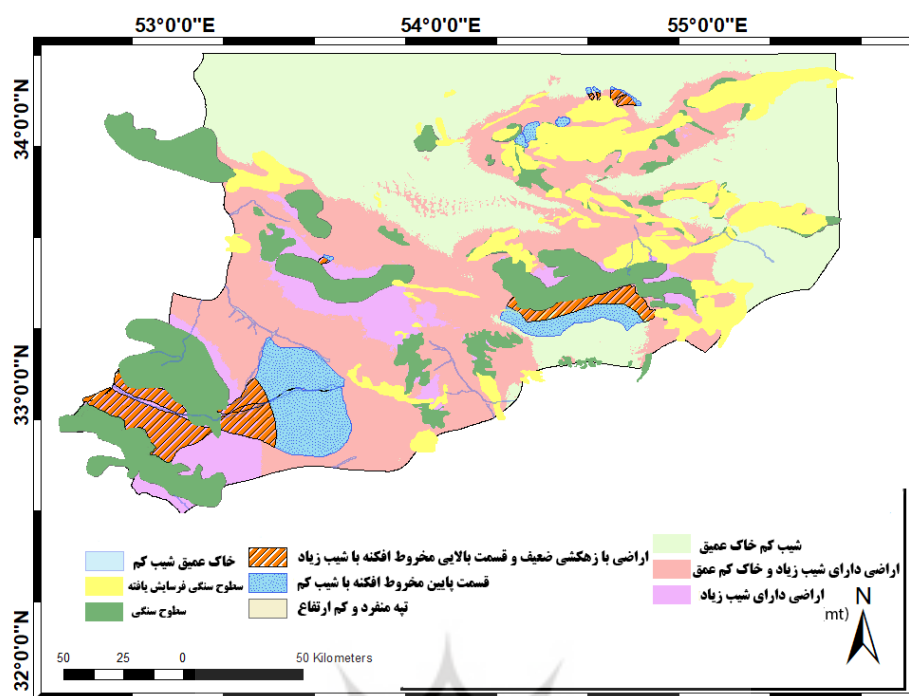 53°0'0"E 54°0'0"E 55°0'0"E
34°0'0"N
33°0'0"N
32°0'0"N
خاک عمیق شیب کم
سطوح سنگی فرسایش یافته
سطوح سنگی
اراضی با زهکشی ضعیف و قسمت بالایی مخروط افکنه با شیب زیاد
قسمت پایین مخروط افکنه با شیب کم
تپه منفرد و کم ارتفاع
شیب کم خاک عمیق
اراضی دارای شیب زیاد و خاک کم عمق
اراضی دارای شیب زیاد
mt)
N
50 25 0 50 Kilometers